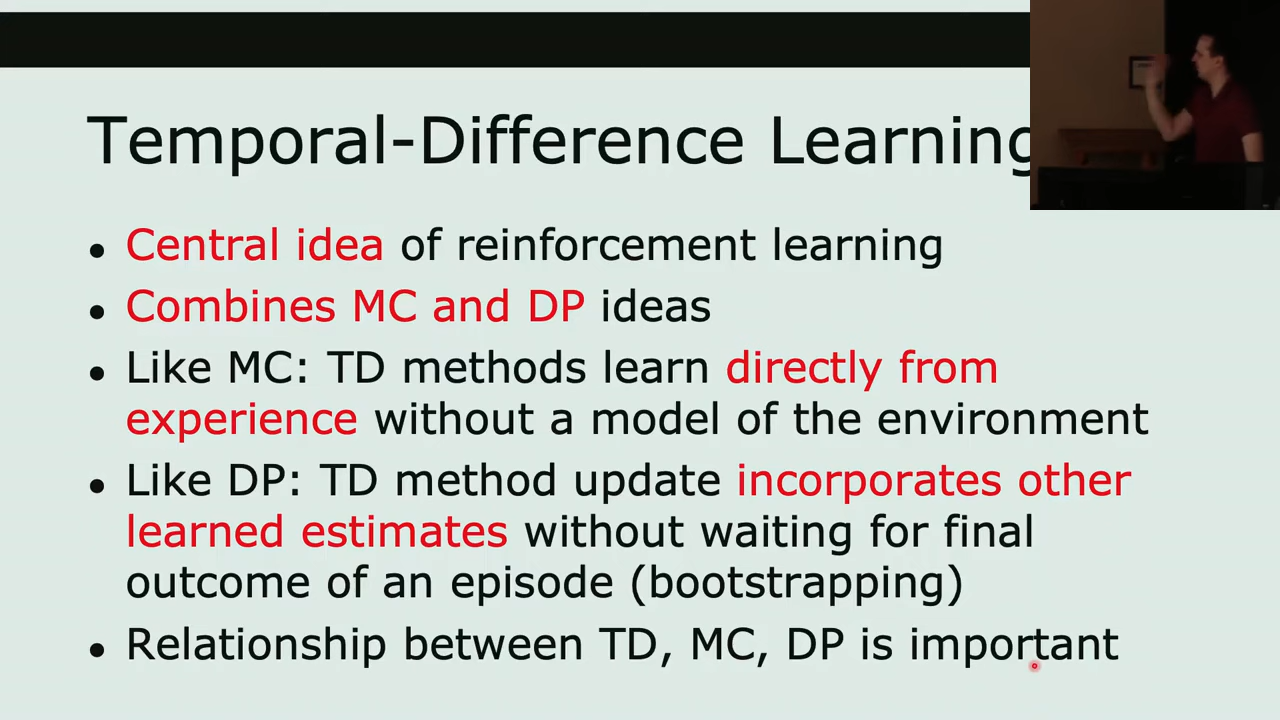 Temporal-Difference Learning
• Central idea of reinforcement learning
• Combines MC and DP ideas
• Like MC: TD methods learn directly from
experience without a model of the environment
• Like DP: TD method update incorporates other
learned estimates without waiting for final
outcome of an episode (bootstrapping)
• Relationship between TD, MC, DP is important